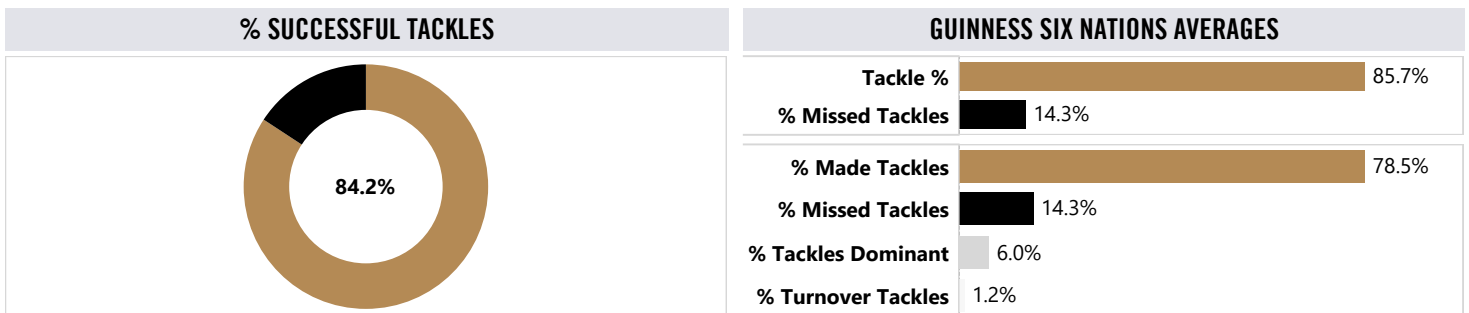 % SUCCESSFUL TACKLES
84.2%
GUINNESS SIX NATIONS AVERAGES
Tackle % 85.7%
% Missed Tackles 14.3%
% Made Tackles 78.5%
% Missed Tackles 14.3%
% Tackles Dominant 6.0%
% Turnover Tackles 1.2%